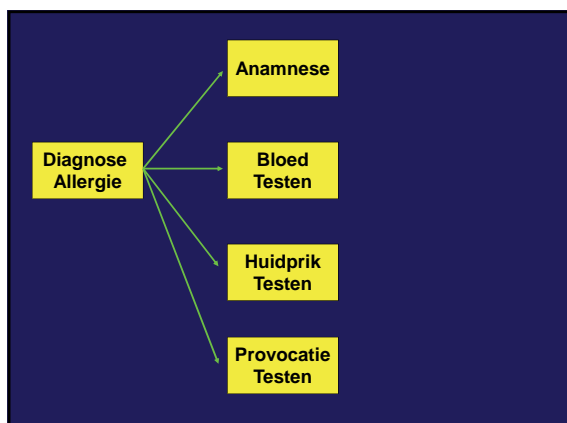 Diagnose
Allergie
Anamnese
Bloed
Testen
Huidprik
Testen
Provocatie
Testen